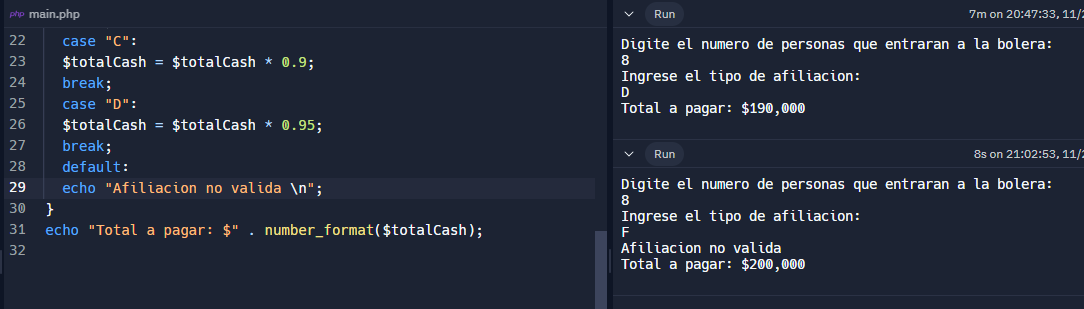 php main.php
22 case "C":
23 $totalCash = $totalCash * 0.9;
24 break;
25 case "D":
26 $totalCash = $totalCash * 0.95;
27 break;
28 default:
29 echo "Afiliacion no valida \n";
30 }
31 echo "Total a pagar: $" . number_format($totalCash);
32
Run 7m on 20:47:33, 11/
Digite el numero de personas que entraran a la bolera:
8
Ingrese el tipo de afiliacion:
D
Total a pagar: $190,000
Run 8s on 21:02:53, 11/
Digite el numero de personas que entraran a la bolera:
8
Ingrese el tipo de afiliacion:
F
Afiliacion no valida
Total a pagar: $200,000